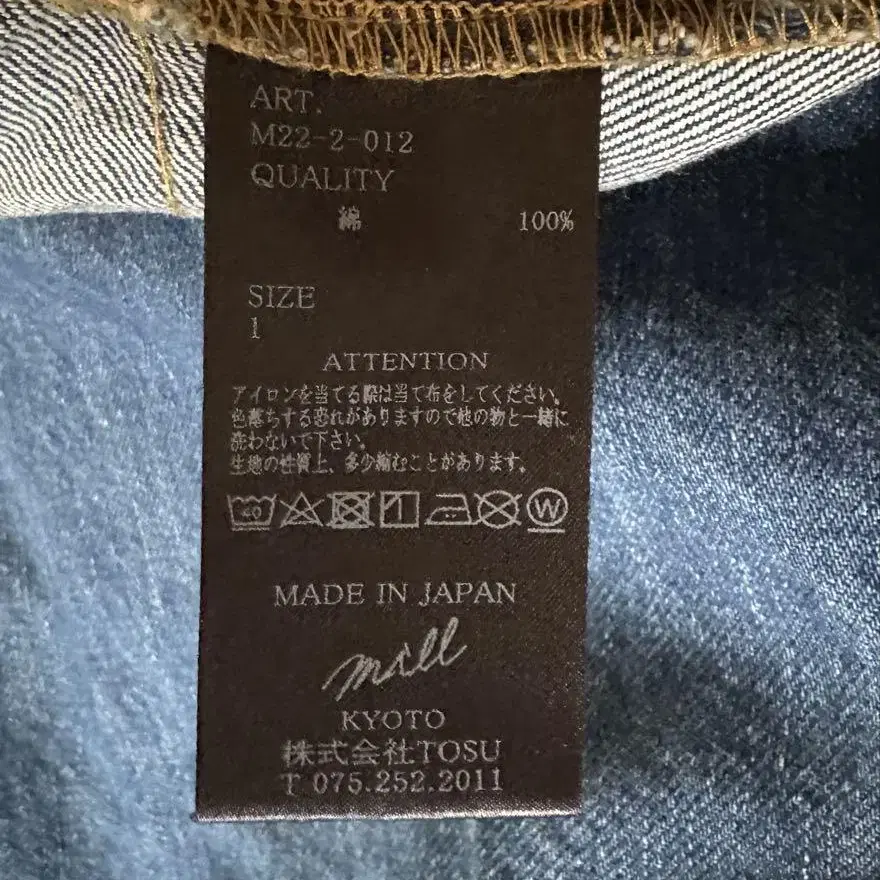 ART.
M22-2-012
QUALITY
綿 100%
SIZE
1
ATTENTION
アイロンを当てる際は当て布をしてください。
色落ちする恐れがありますので他の物と一緒に
洗わないで下さい。
生地の性質上、多少縮むことがあります。
40 W
MADE IN JAPAN
mill
KYOTO
株式会社TOSU
T 075.252.2011